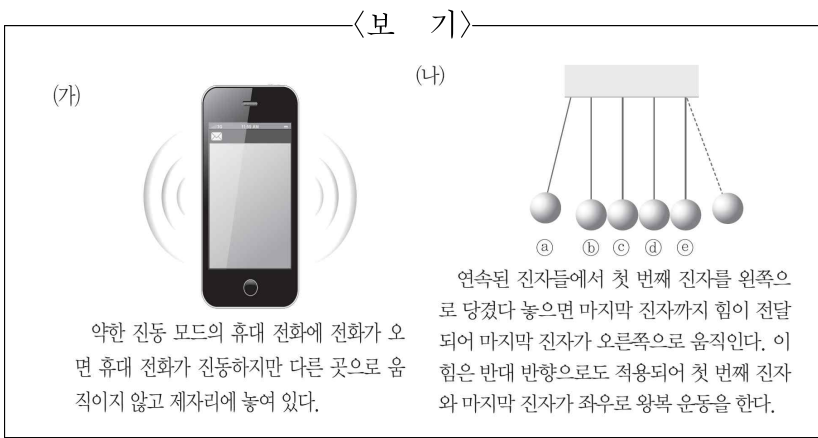 〈보 기〉
(가)
약한 진동 모드의 휴대 전화에 전화가 오
면 휴대 전화가 진동하지만 다른 곳으로 움
직이지 않고 제자리에 놓여 있다.
(나)
ⓐ ⓑ ⓒ ⓓ ⓔ
연속된 진자들에서 첫 번째 진자를 왼쪽으
로 당겼다 놓으면 마지막 진자까지 힘이 전달
되어 마지막 진자가 오른쪽으로 움직인다. 이
힘은 반대 반향으로도 적용되어 첫 번째 진자
와 마지막 진자가 좌우로 왕복 운동을 한다.